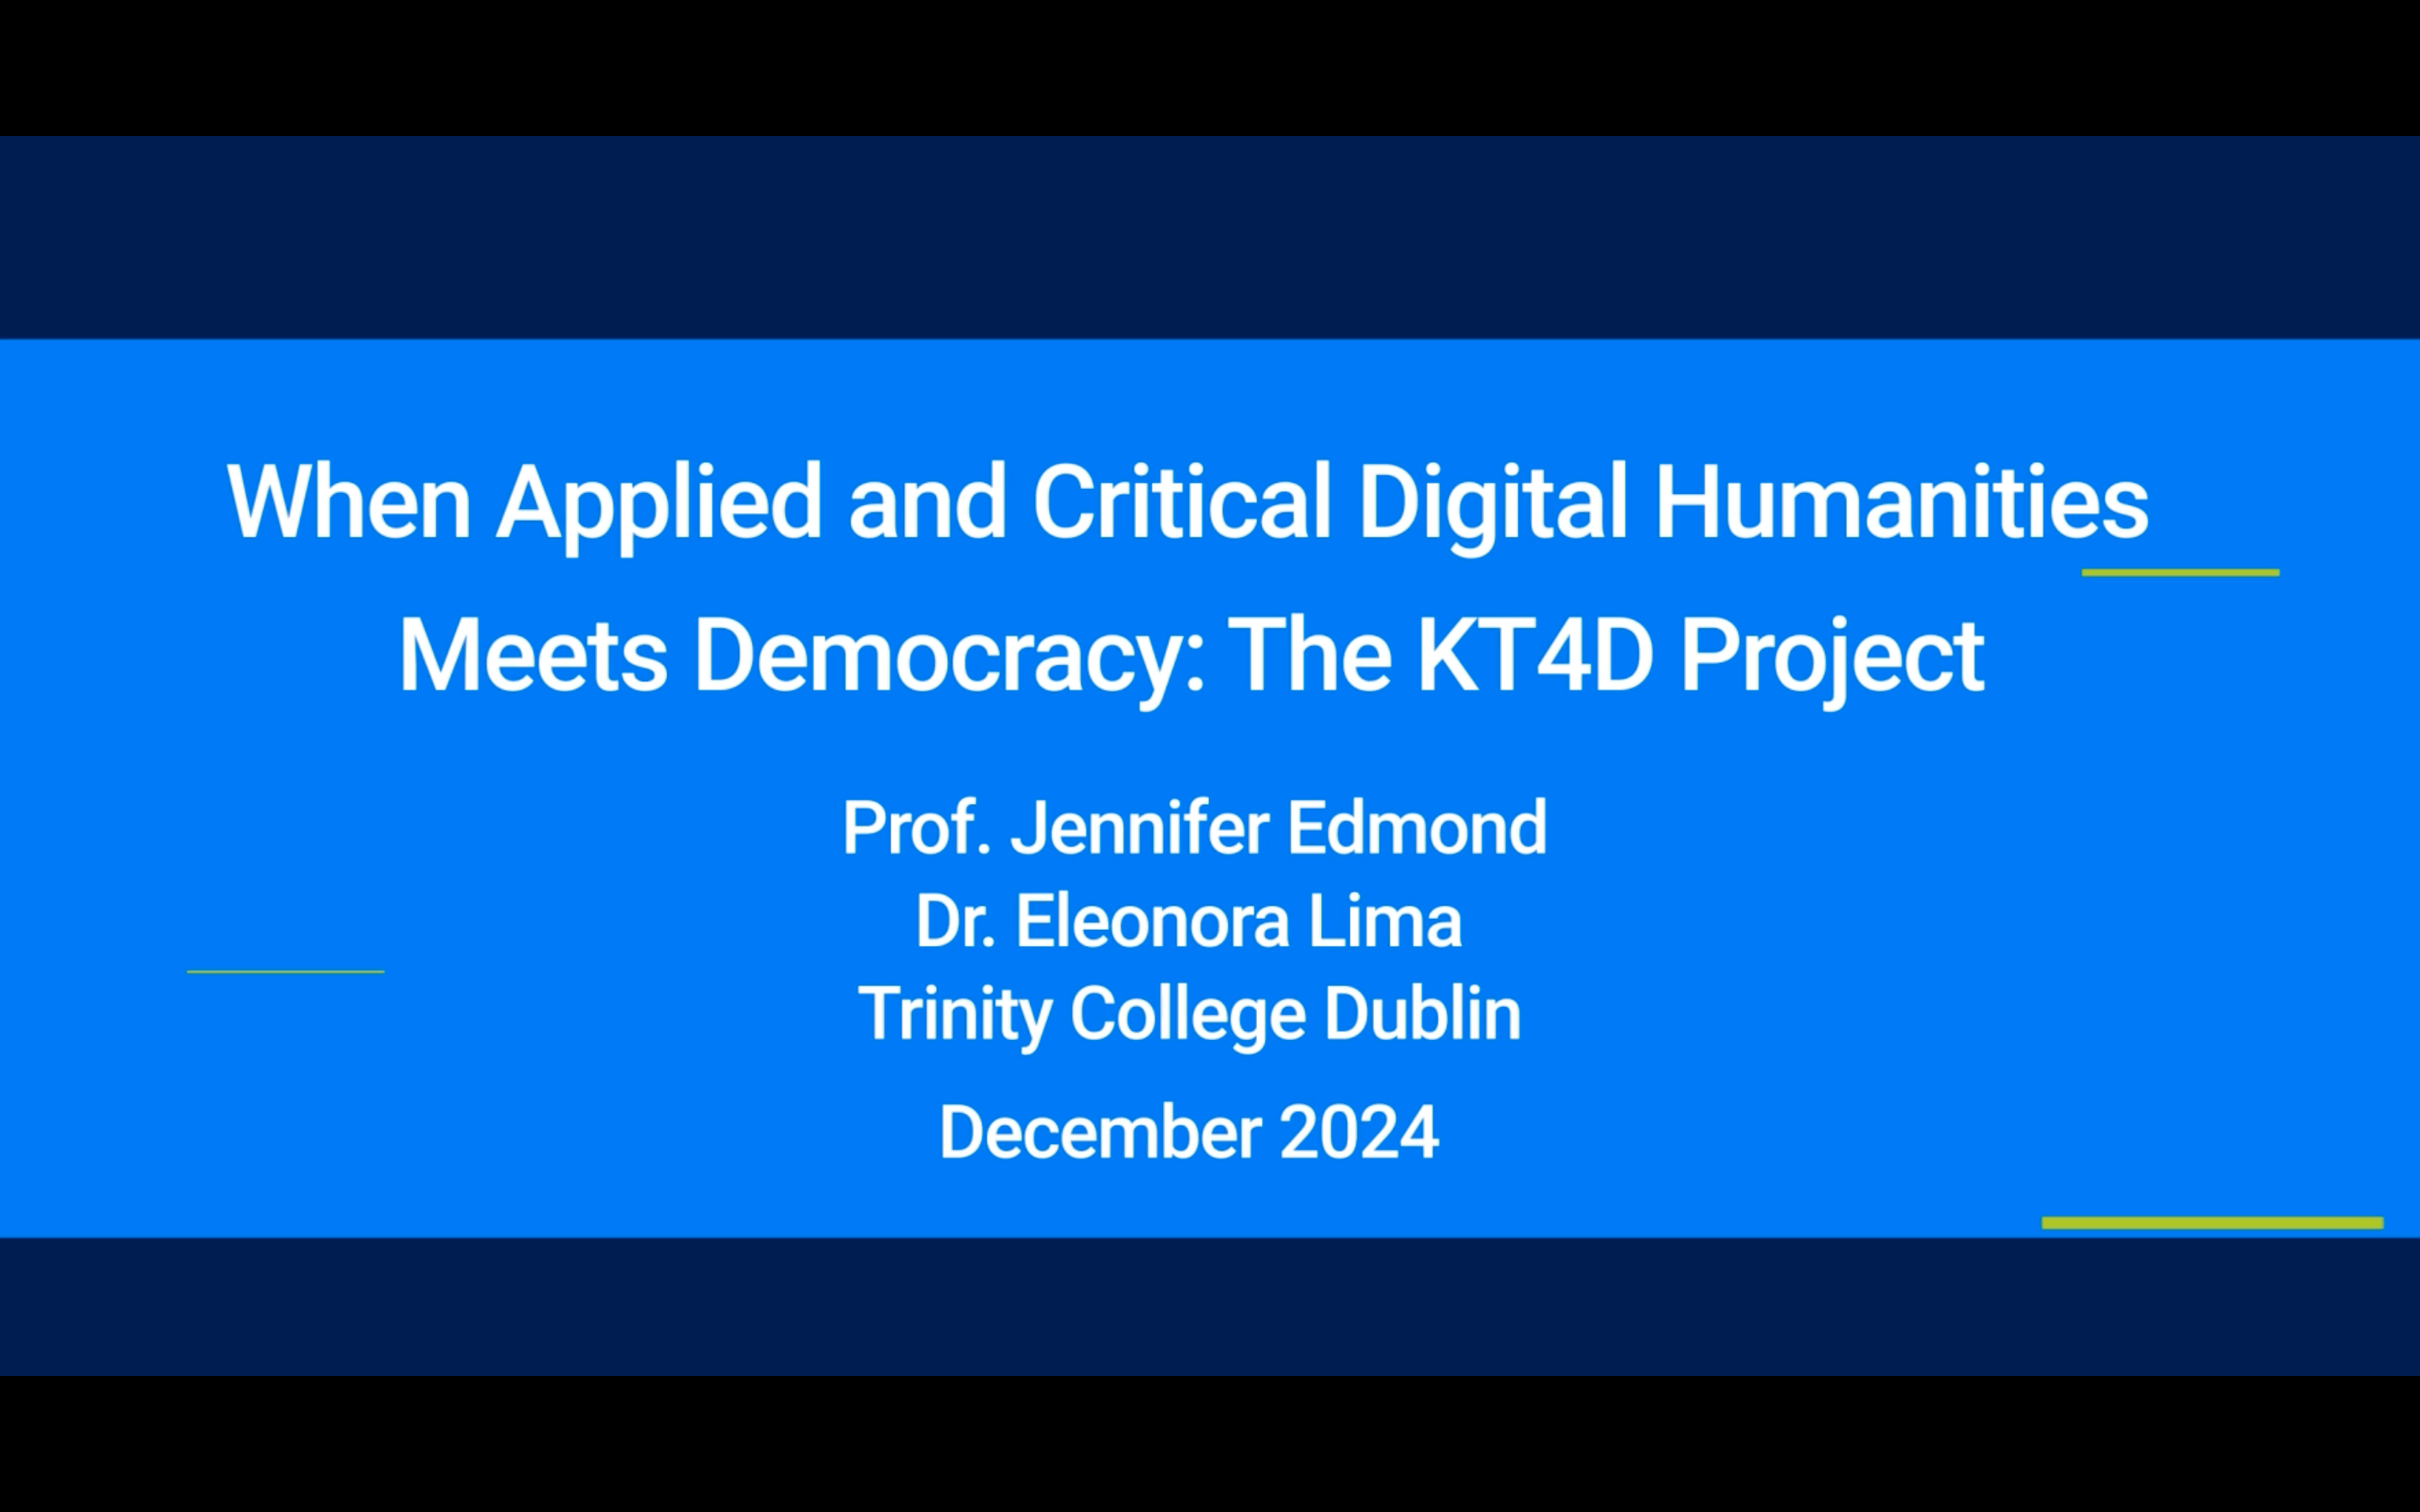 When Applied and Critical Digital Humanities
Meets Democracy: The KT4D Project
Prof. Jennifer Edmond
Dr. Eleonora Lima
Trinity College Dublin
December 2024